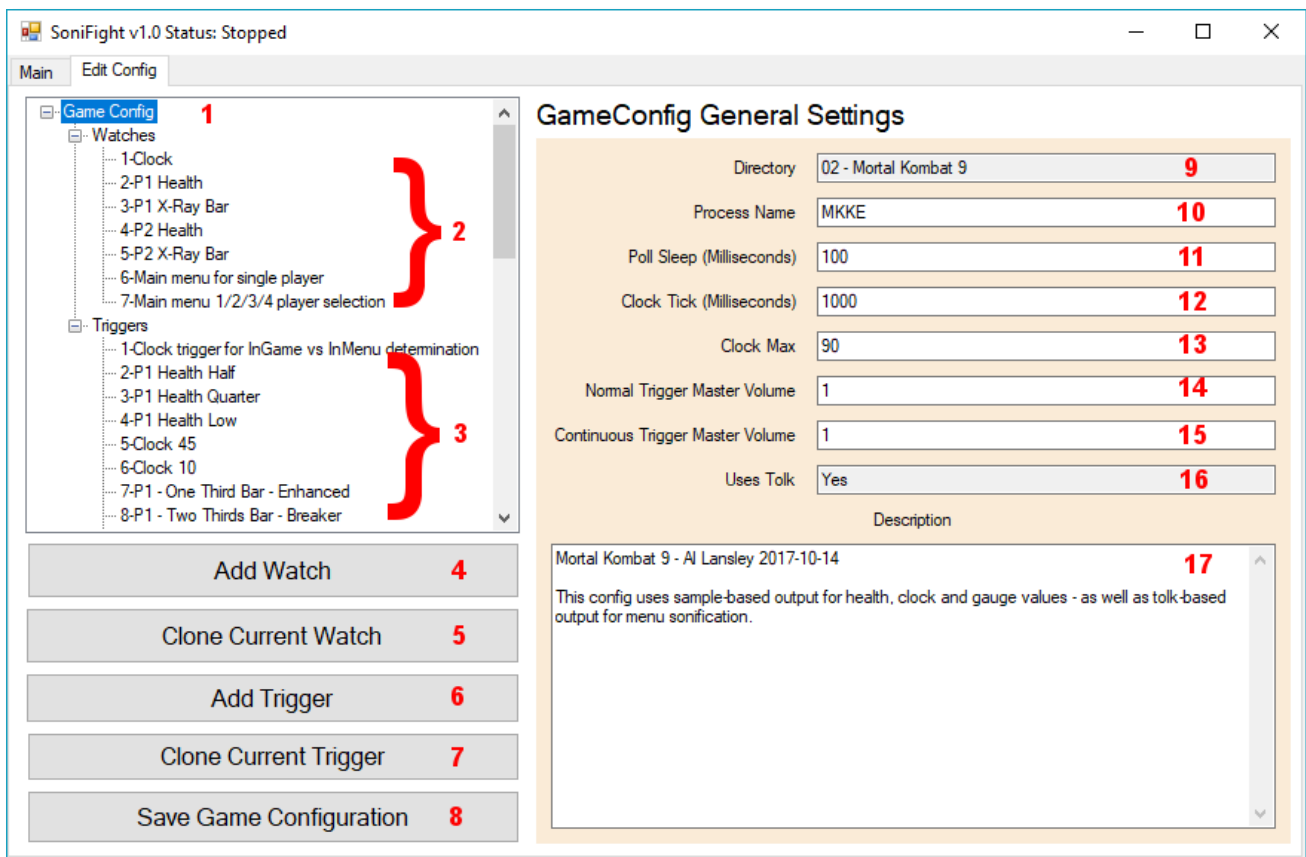 SoniFight v1.0 Status: Stopped
Main Edit Config
Game Config 1
Watches
1-Clock
2-P1 Health
3-P1 X-Ray Bar
4-P2 Health
5-P2 X-Ray Bar
6-Main menu for single player
7-Main menu 1/2/3/4 player selection
2
Triggers
1-Clock trigger for InGame vs InMenu determination
2-P1 Health Half
3-P1 Health Quarter
4-P1 Health Low
5-Clock 45
6-Clock 10
7-P1 - One Third Bar - Enhanced
8-P1 - Two Thirds Bar - Breaker
3
Add Watch 4
Clone Current Watch 5
Add Trigger 6
Clone Current Trigger 7
Save Game Configuration 8
GameConfig General Settings
Directory 02 - Mortal Kombat 9 9
Process Name MKKE 10
Poll Sleep (Milliseconds) 100 11
Clock Tick (Milliseconds) 1000 12
Clock Max 90 13
Normal Trigger Master Volume 1 14
Continuous Trigger Master Volume 1 15
Uses Tolk Yes 16
Description
Mortal Kombat 9 - Al Lansley 2017-10-14 17
This config uses sample-based output for health, clock and gauge values - as well as tolk-based
output for menu sonification.